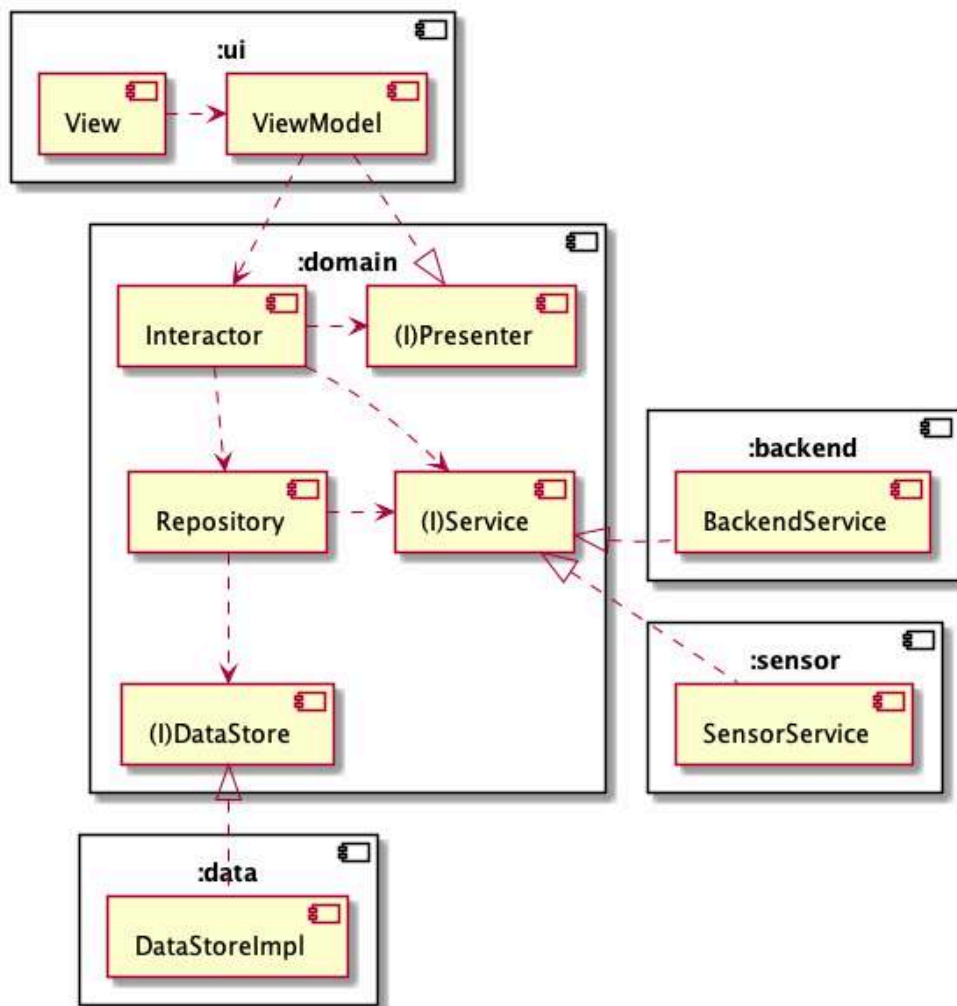 :ui
View
ViewModel
:domain
Interactor
(I)Presenter
:backend
Repository
(I)Service
BackendService
:sensor
(I)DataStore
SensorService
:data
DataStoreImpl